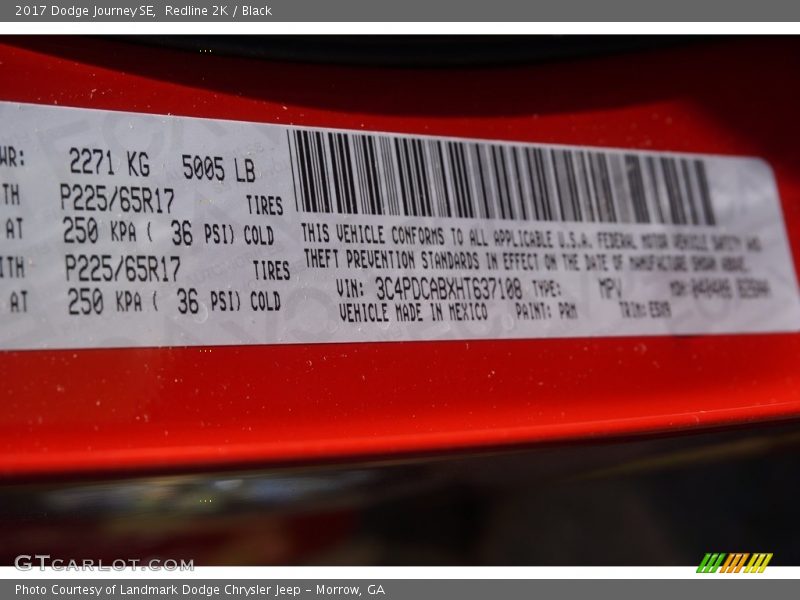 2017 Dodge Journey SE, Redline 2K / Black
WR: 2271 KG 5005 LB
TH P225/65R17 TIRES
AT 250 KPA ( 36 PSI) COLD
ITH P225/65R17 TIRES
AT 250 KPA ( 36 PSI) COLD
THIS VEHICLE CONFORMS TO ALL APPLICABLE U.S.A. FEDERAL MOTOR VEHICLE SAFETY AND
THEFT PREVENTION STANDARDS IN EFFECT ON THE DATE OF MANUFACTURE SHOWN ABOVE.
VIN: 3C4PDCABXHT637108 TYPE: MPV
VEHICLE MADE IN MEXICO PAINT: PRM TRIM:
GTCARLOT.COM
Photo Courtesy of Landmark Dodge Chrysler Jeep – Morrow, GA